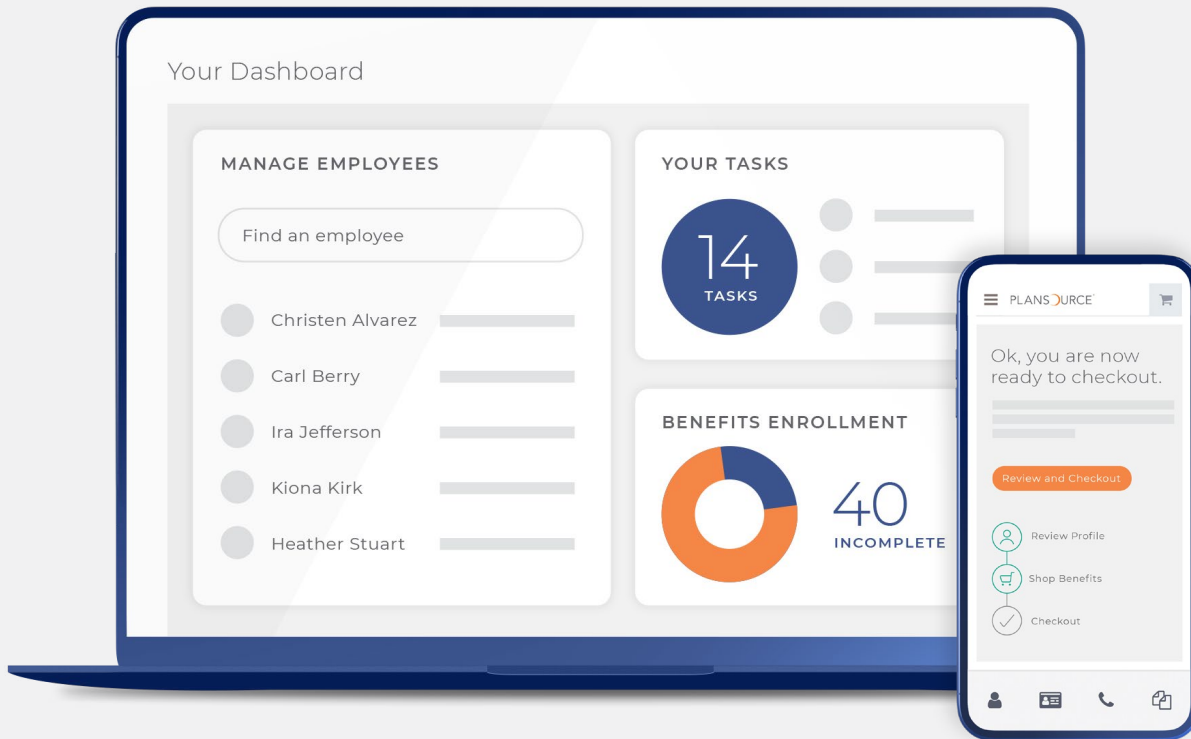 Your Dashboard
MANAGE EMPLOYEES
Find an employee
Christen Alvarez
Carl Berry
Ira Jefferson
Kiona Kirk
Heather Stuart
YOUR TASKS
14
TASKS
BENEFITS ENROLLMENT
40
INCOMPLETE
PLANSOURCE
Ok, you are now
ready to checkout.
Review and Checkout
Review Profile
Shop Benefits
Checkout